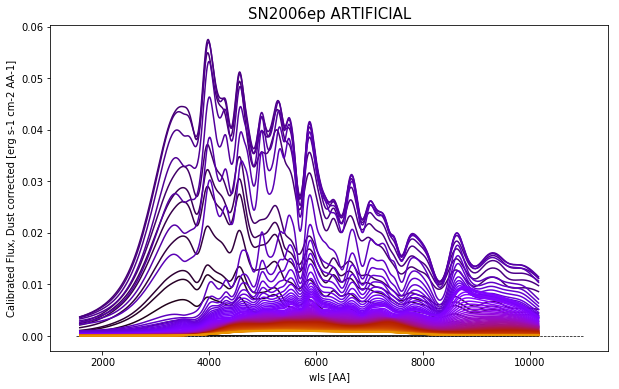 SN2006ep ARTIFICIAL
Calibrated Flux, Dust corrected [erg s-1 cm-2 AA-1]
0.06
0.05
0.04
0.03
0.02
0.01
0.00
2000 4000 6000 8000 10000
wls [AA]